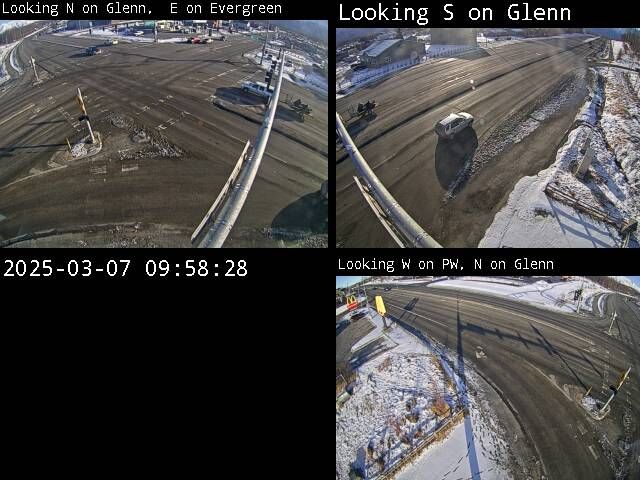 Looking N on Glenn,  E on Evergreen
Looking S on Glenn
2025-03-07 09:58:28
Looking W on PW, N on Glenn